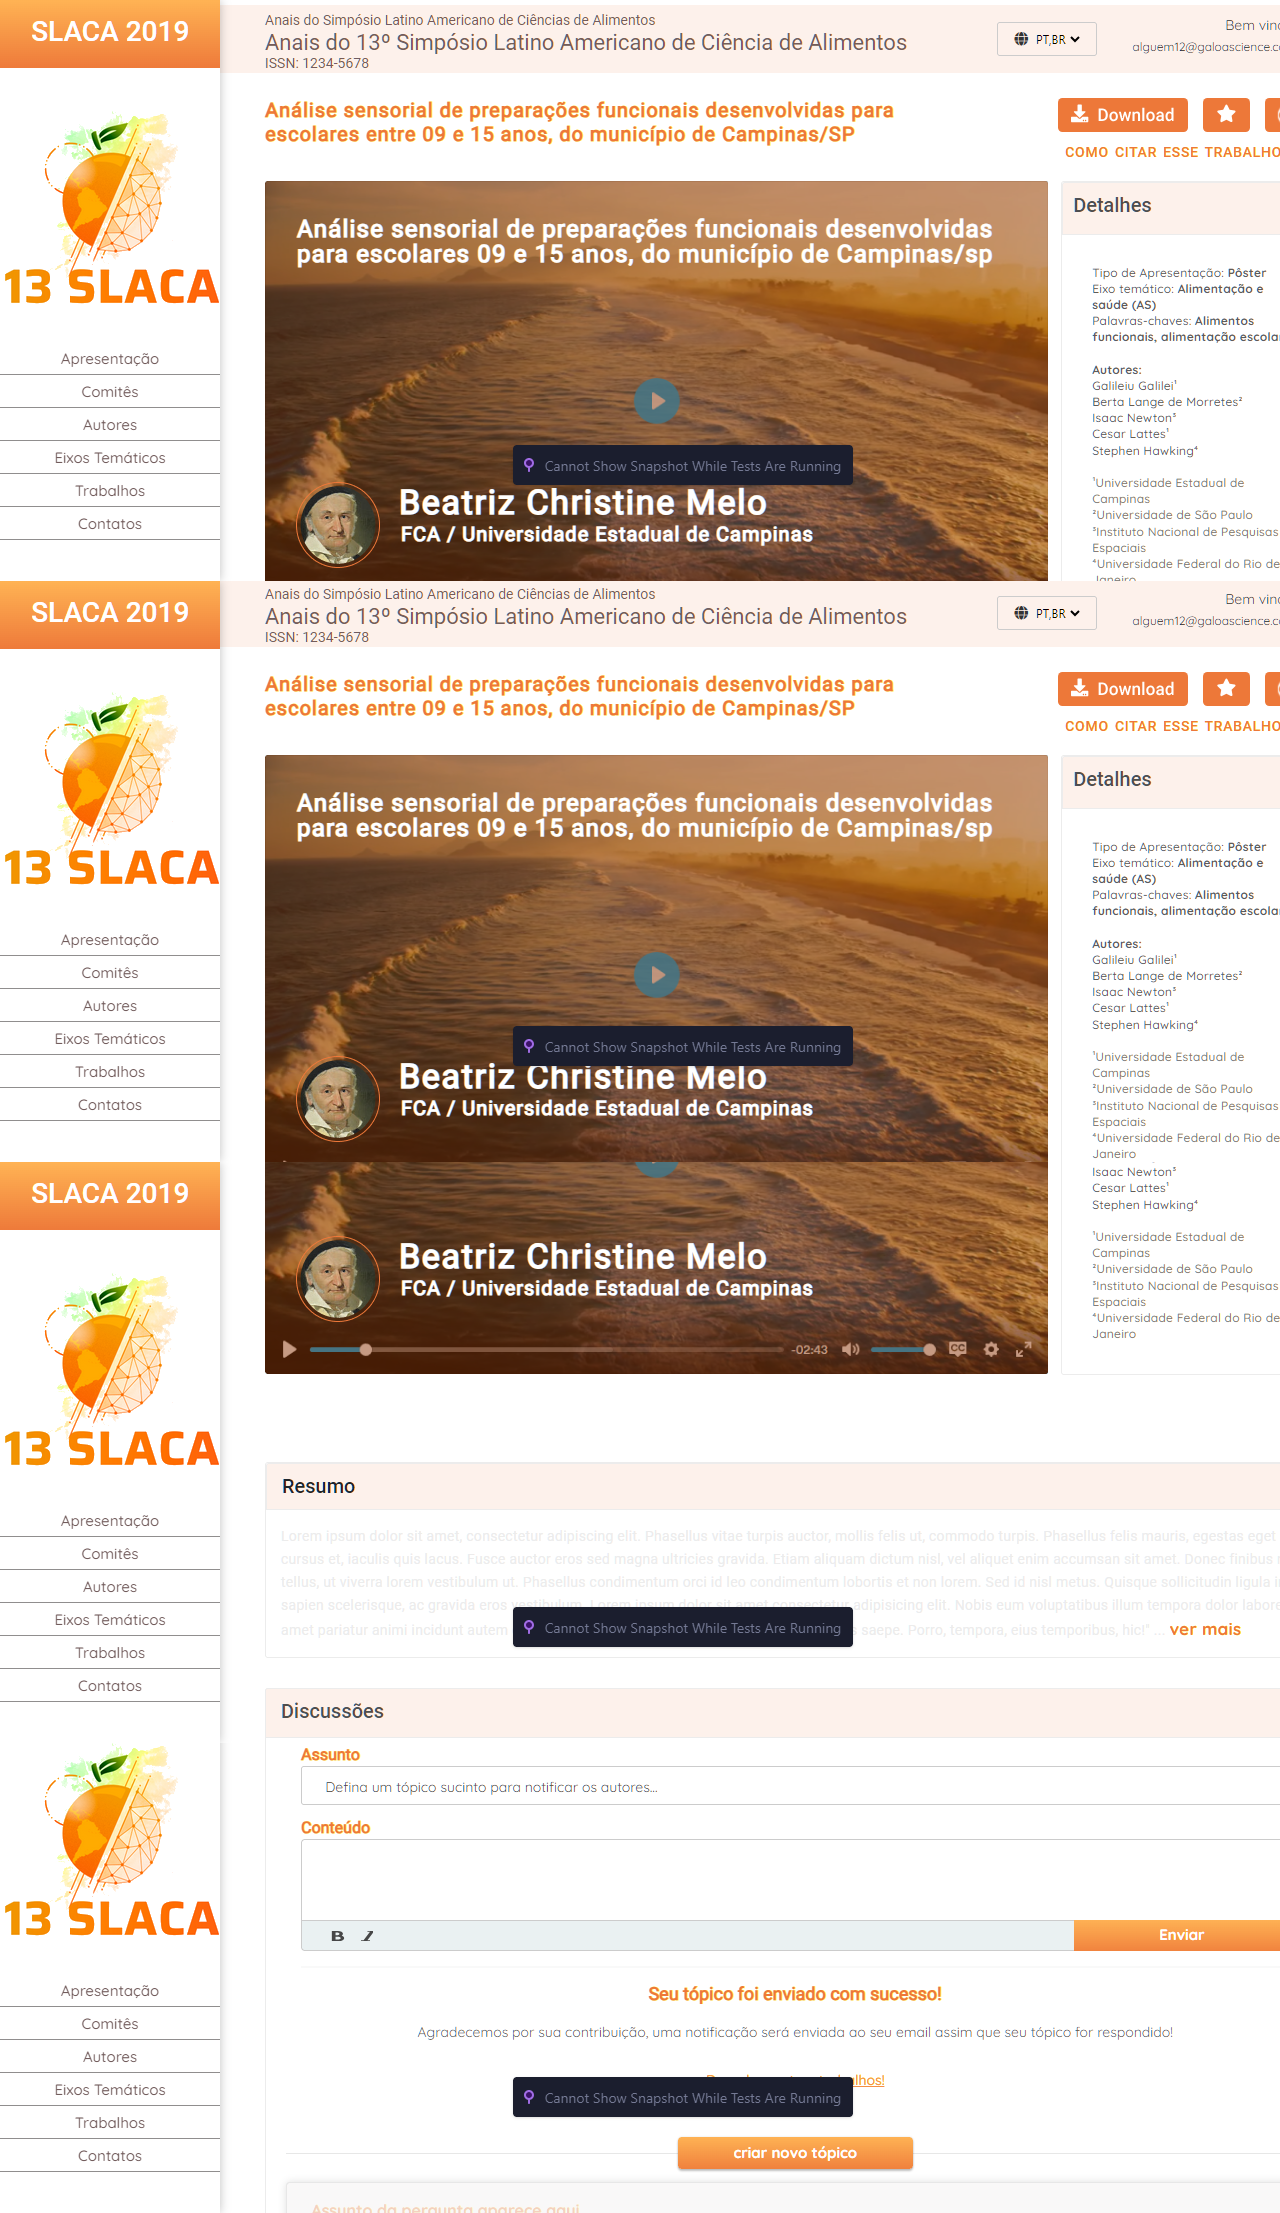 SLACA 2019
Anais do Simpósio Latino Americano de Ciências de Alimentos
Anais do 13º Simpósio Latino Americano de Ciência de Alimentos
ISSN: 1234-5678
PT,BR
Bem vind
alguem12@galoascience.c
13 SLACA
Apresentação
Comitês
Autores
Eixos Temáticos
Trabalhos
Contatos
Análise sensorial de preparações funcionais desenvolvidas para
escolares entre 09 e 15 anos, do município de Campinas/SP
Download
COMO CITAR ESSE TRABALHO
Análise sensorial de preparações funcionais desenvolvidas
para escolares 09 e 15 anos, do município de Campinas/sp
Cannot Show Snapshot While Tests Are Running
Beatriz Christine Melo
FCA / Universidade Estadual de Campinas
Detalhes
Tipo de Apresentação: Pôster
Eixo temático: Alimentação e
saúde (AS)
Palavras-chaves: Alimentos
funcionais, alimentação escola
Autores:
Galileiu Galilei¹
Berta Lange de Morretes²
Isaac Newton³
Cesar Lattes¹
Stephen Hawking⁴
¹Universidade Estadual de
Campinas
²Universidade de São Paulo
³Instituto Nacional de Pesquisas
Espaciais
⁴Universidade Federal do Rio de
Janeiro
SLACA 2019
Anais do Simpósio Latino Americano de Ciências de Alimentos
Anais do 13º Simpósio Latino Americano de Ciência de Alimentos
ISSN: 1234-5678
PT,BR
Bem vind
alguem12@galoascience.c
13 SLACA
Apresentação
Comitês
Autores
Eixos Temáticos
Trabalhos
Contatos
Análise sensorial de preparações funcionais desenvolvidas para
escolares entre 09 e 15 anos, do município de Campinas/SP
Download
COMO CITAR ESSE TRABALHO
Análise sensorial de preparações funcionais desenvolvidas
para escolares 09 e 15 anos, do município de Campinas/sp
Cannot Show Snapshot While Tests Are Running
Beatriz Christine Melo
FCA / Universidade Estadual de Campinas
Detalhes
Tipo de Apresentação: Pôster
Eixo temático: Alimentação e
saúde (AS)
Palavras-chaves: Alimentos
funcionais, alimentação escola
Autores:
Galileiu Galilei¹
Berta Lange de Morretes²
Isaac Newton³
Cesar Lattes¹
Stephen Hawking⁴
¹Universidade Estadual de
Campinas
²Universidade de São Paulo
³Instituto Nacional de Pesquisas
Espaciais
⁴Universidade Federal do Rio de
Janeiro
SLACA 2019
13 SLACA
Apresentação
Comitês
Autores
Eixos Temáticos
Trabalhos
Contatos
Beatriz Christine Melo
FCA / Universidade Estadual de Campinas
-02:43
CC
Isaac Newton³
Cesar Lattes¹
Stephen Hawking⁴
¹Universidade Estadual de
Campinas
²Universidade de São Paulo
³Instituto Nacional de Pesquisas
Espaciais
⁴Universidade Federal do Rio de
Janeiro
Resumo
Lorem ipsum dolor sit amet, consectetur adipiscing elit. Phasellus vitae turpis auctor, mollis felis ut, commodo turpis. Phasellus felis mauris, egestas eget
cursus et, iaculis quis lacus. Fusce auctor eros sed magna ultricies gravida. Etiam aliquam dictum nisl, vel aliquet enim accumsan sit amet. Donec finibus
tellus, ut viverra lorem vestibulum ut. Phasellus condimentum orci id leo condimentum lobortis et non lorem. Sed id nisl metus. Quisque sollicitudin ligula i
sapien scelerisque, ac gravida eros vestibulum. Lorem ipsum dolor sit amet consectetur adipisicing elit. Nobis eum voluptatibus illum tempora dolor labore
amet pariatur animi incidunt autem
Cannot Show Snapshot While Tests Are Running
saepe. Porro, tempora, eius temporibus, hic!" ... ver mais
Discussões
Assunto
Defina um tópico sucinto para notificar os autores...
Conteúdo
B I
Enviar
Seu tópico foi enviado com sucesso!
Agradecemos por sua contribuição, uma notificação será enviada ao seu email assim que seu tópico for respondido!
lhos!
Cannot Show Snapshot While Tests Are Running
criar novo tópico
Assunto da pergunta aparece aqui
13 SLACA
Apresentação
Comitês
Autores
Eixos Temáticos
Trabalhos
Contatos